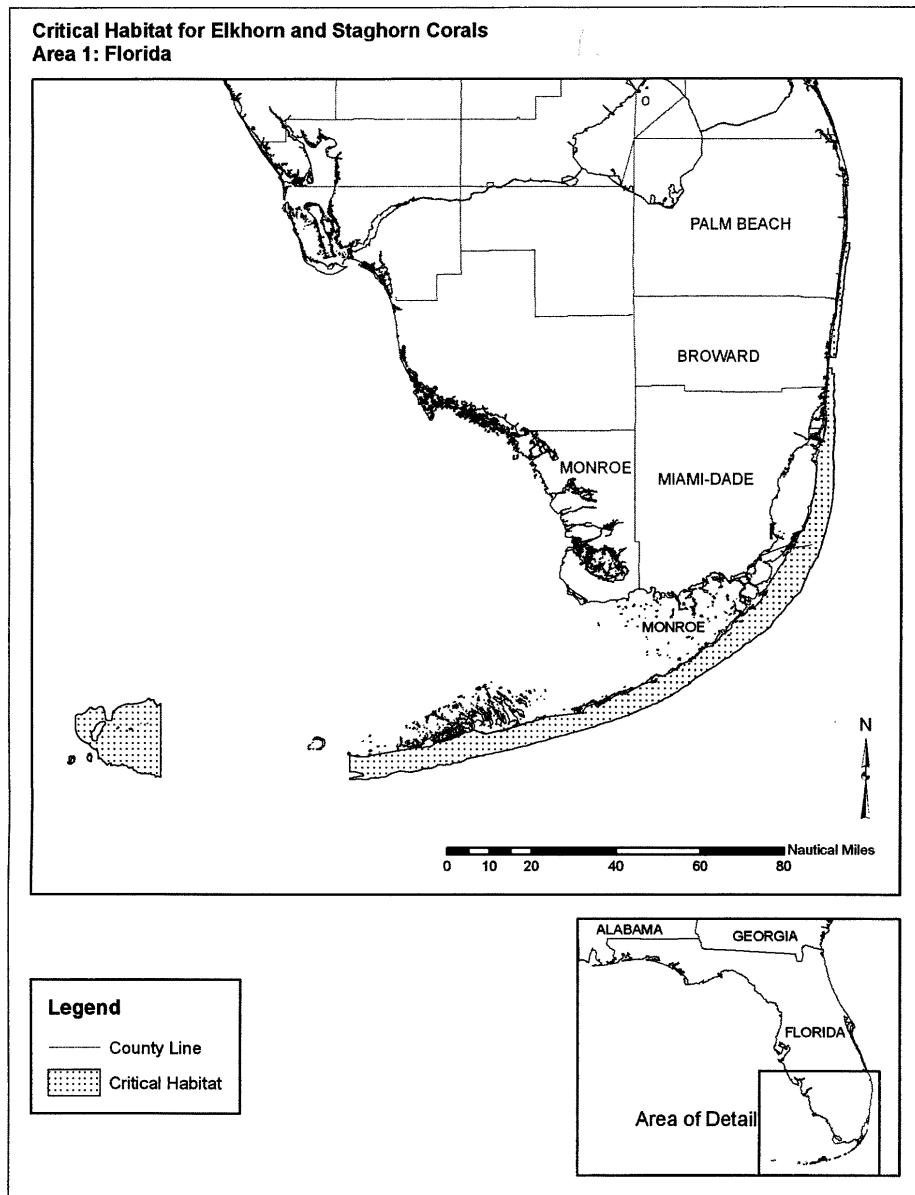 Critical Habitat for Elkhorn and Staghorn Corals
Area 1: Florida
PALM BEACH
BROWARD
MONROE
MIAMI-DADE
MONROE
N
Nautical Miles
0 5 10 20 40 60 80
ALABAMA
GEORGIA
FLORIDA
Area of Detail
Legend
County Line
Critical Habitat